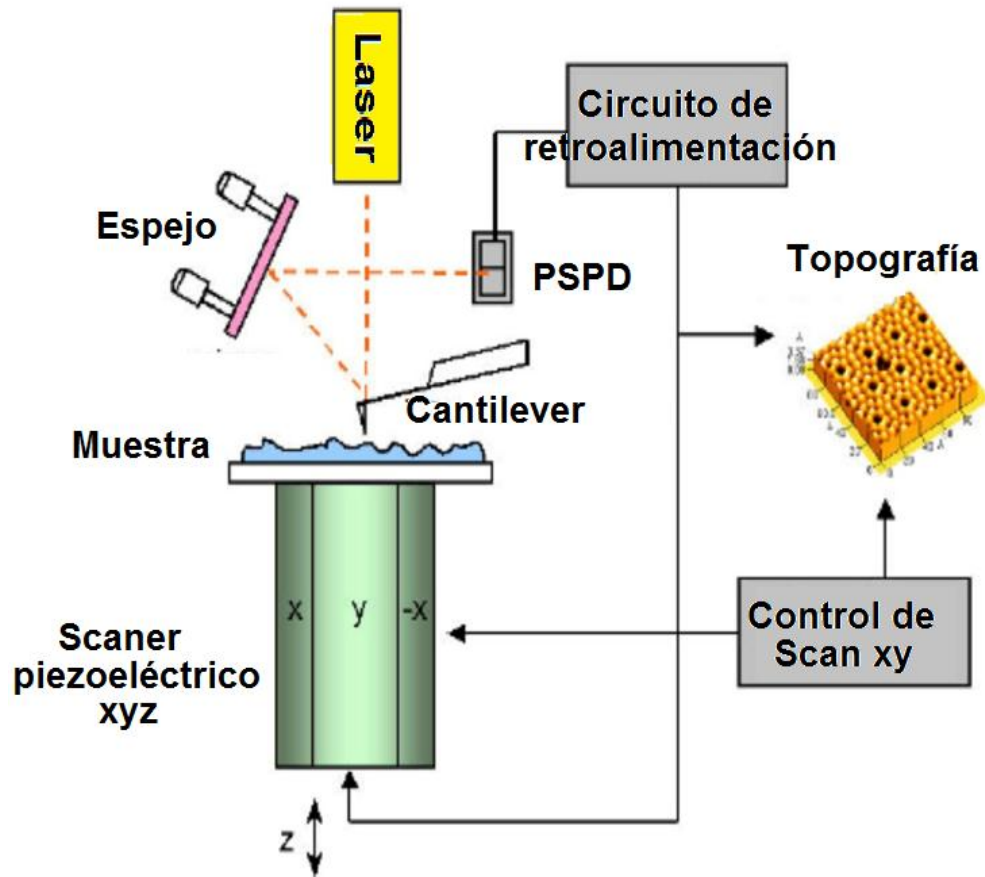 Laser
Circuito de
retroalimentación
Espejo
PSPD
Topografía
Cantilever
Muestra
x
y
-x
Scaner
piezoeléctrico
xyz
Control de
Scan xy
z